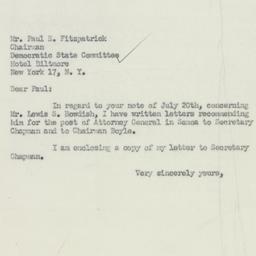 Mr. Paul E. Fitzpatrick
Chairman
Democratic State Committee
Hotel Biltmore
New York 17, N. Y.
Dear Paul:
In regard to your note of July 20th, concerning
Mr. Lewis S. Bowdish, I have written letters recommending
him for the post of Attorney General in Samoa to Secretary
Chapman and to Chairman Boyle.
I am enclosing a copy of my letter to Secretary
Chapman.
Very sincerely yours,